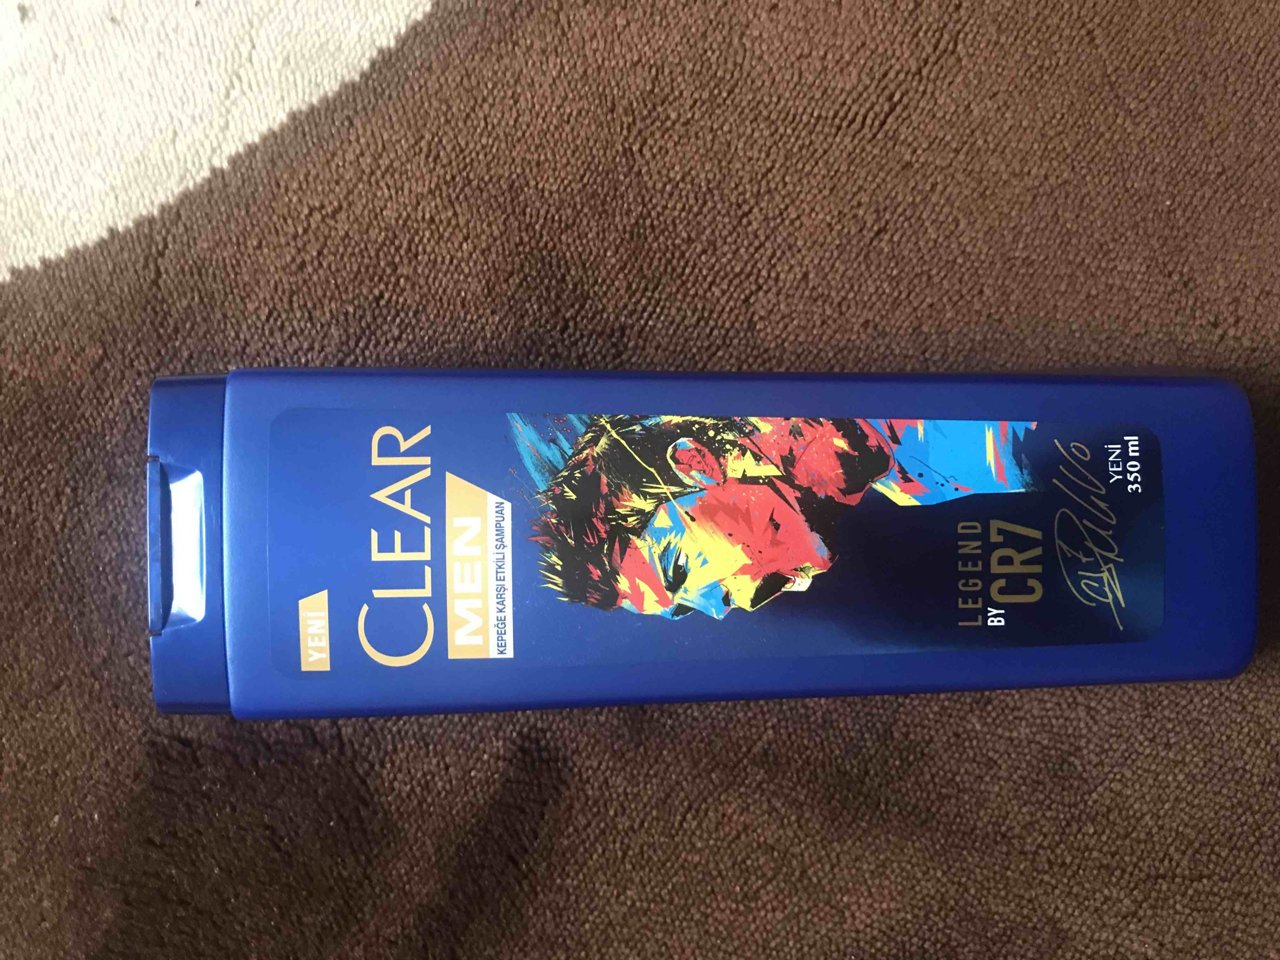 YENİ
CLEAR
MEN
KEPEĞE KARŞI ETKİLİ ŞAMPUAN
LEGEND
BY CR7
YENİ
350 ml